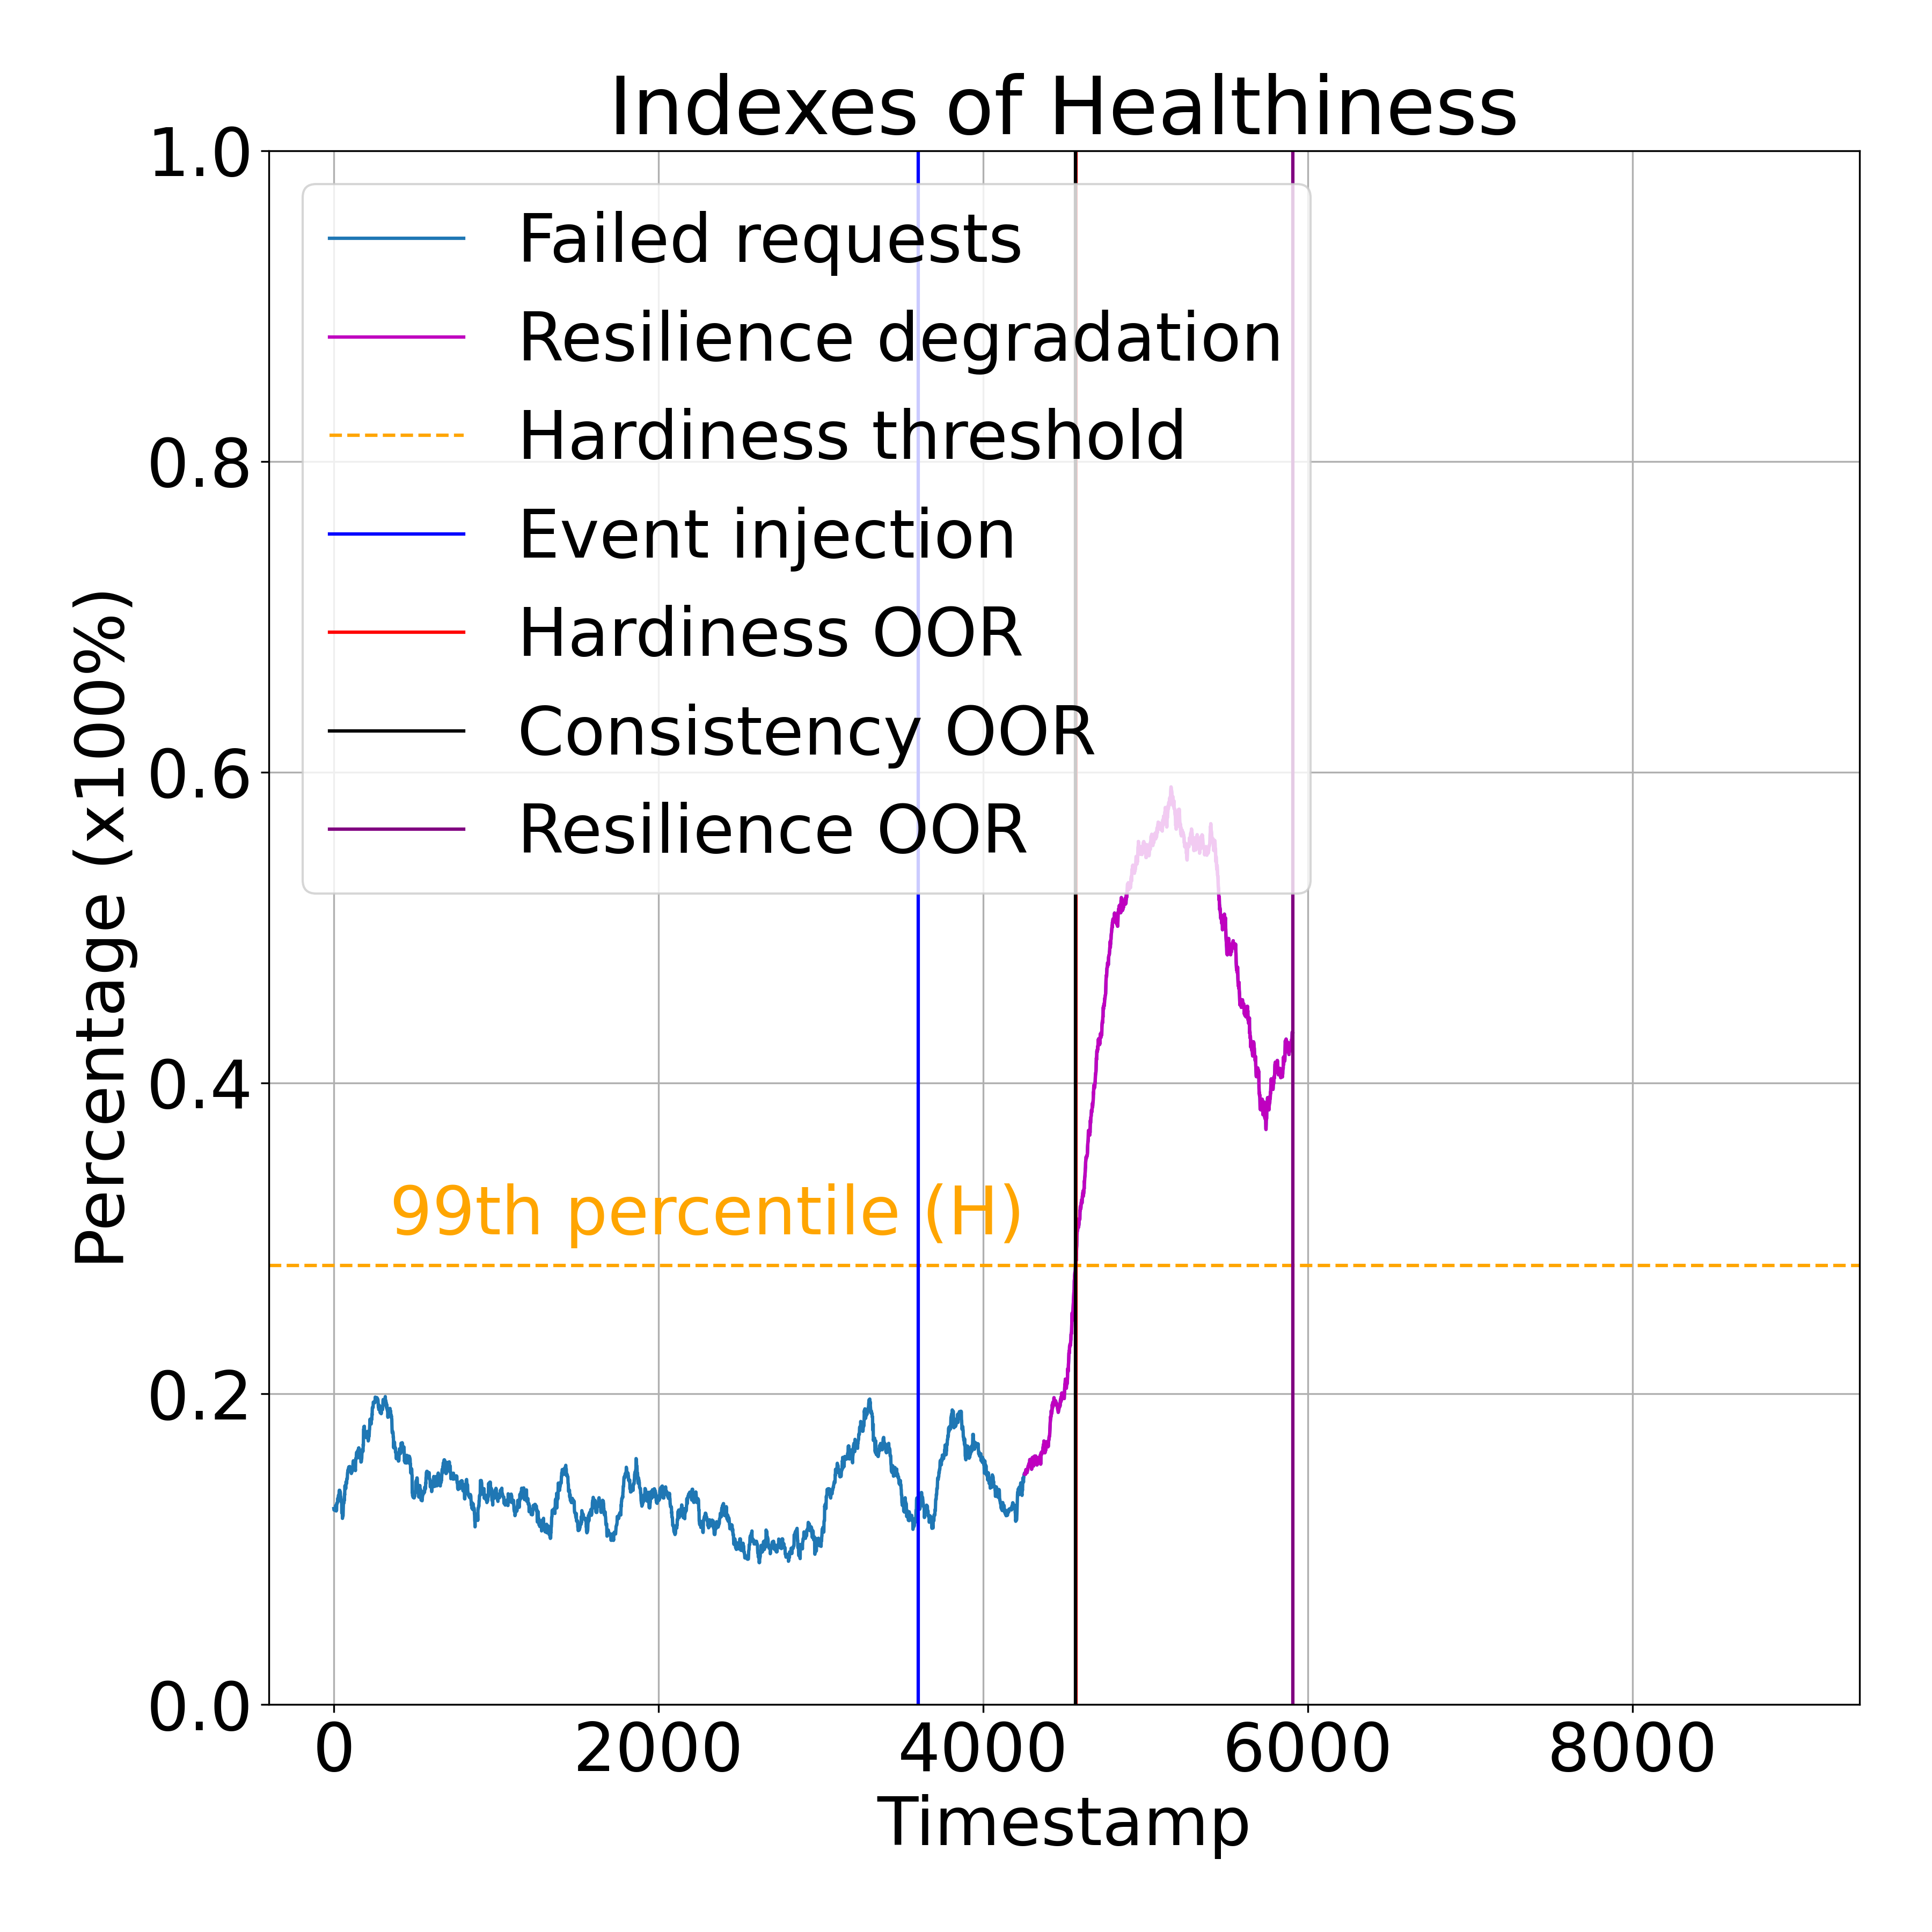 Indexes of Healthiness
1.0
0.8
0.6
0.4
0.2
0.0
Percentage (x100%)
Failed requests
Resilience degradation
Hardiness threshold
Event injection
Hardiness OOR
Consistency OOR
Resilience OOR
99th percentile (H)
0 2000 4000 6000 8000
Timestamp